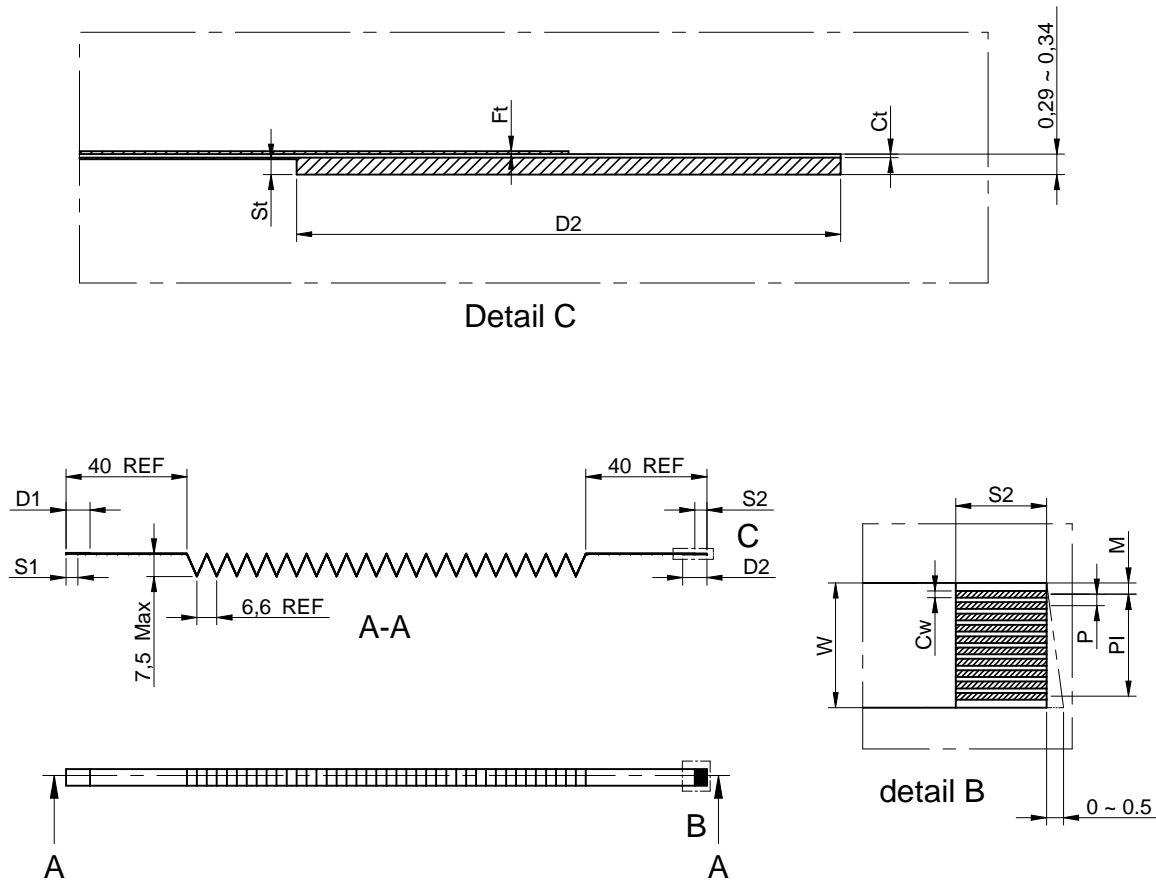 Ft
Ct
0,29 ~ 0,34
St
D2
Detail C
40 REF
40 REF
D1
S2
C
S1
D2
7,5 Max
6,6 REF
A-A
S2
M
W
Cw
P
Pl
detail B
0 ~ 0.5
B
A
A